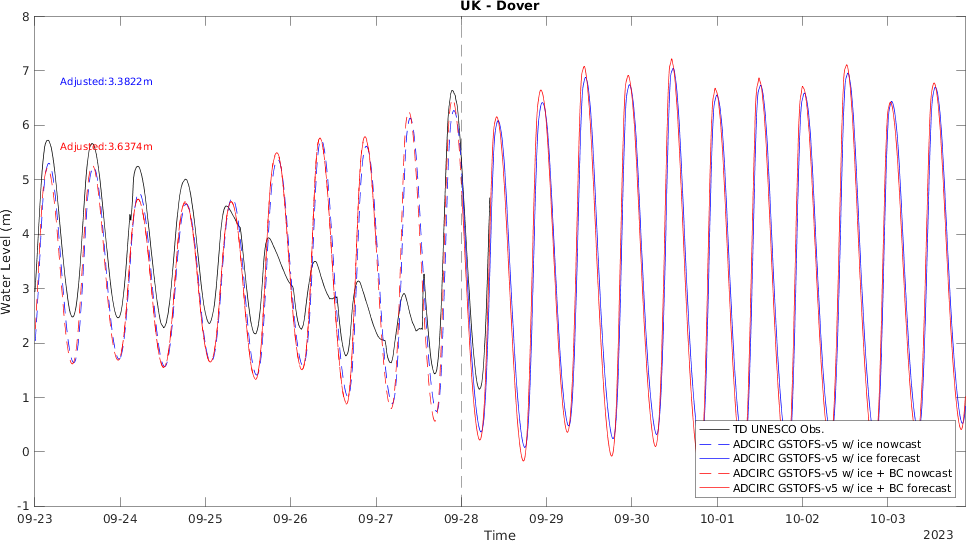 UK - Dover
8
7
6
5
4
3
2
1
0
-1
Water Level (m)
Adjusted:3.3822m
Adjusted:3.6374m
TD UNESCO Obs.
ADCIRC GSTOFS-v5 w/ ice nowcast
ADCIRC GSTOFS-v5 w/ ice forecast
ADCIRC GSTOFS-v5 w/ ice + BC nowcast
ADCIRC GSTOFS-v5 w/ ice + BC forecast
09-23 09-24 09-25 09-26 09-27 09-28 09-29 09-30 10-01 10-02 10-03
Time
2023